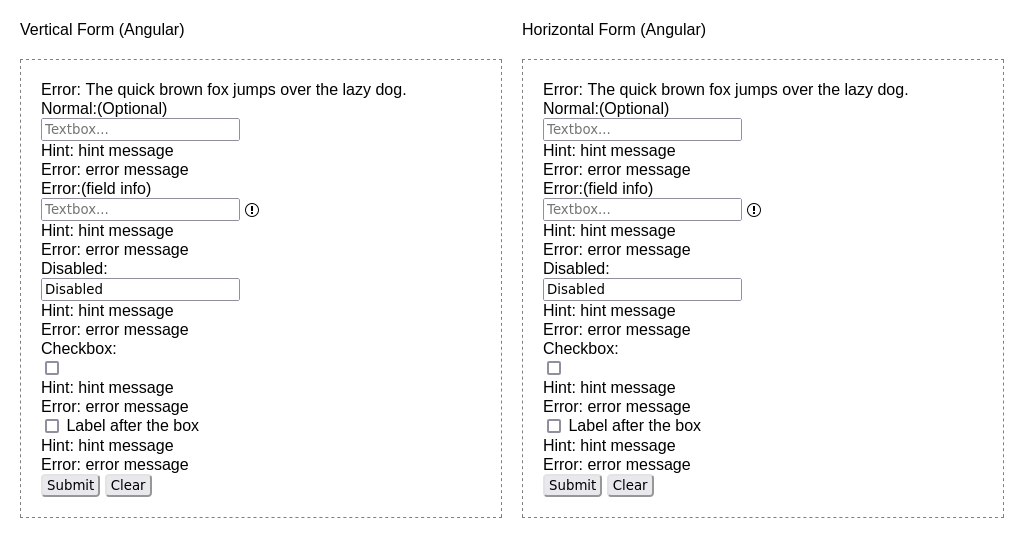 Vertical Form (Angular)
Error: The quick brown fox jumps over the lazy dog.
Normal:(Optional)
Textbox...
Hint: hint message
Error: error message
Error:(field info)
Textbox...
Hint: hint message
Error: error message
Disabled:
Disabled
Hint: hint message
Error: error message
Checkbox:
Hint: hint message
Error: error message
Label after the box
Hint: hint message
Error: error message
Submit Clear
Horizontal Form (Angular)
Error: The quick brown fox jumps over the lazy dog.
Normal:(Optional)
Textbox...
Hint: hint message
Error: error message
Error:(field info)
Textbox...
Hint: hint message
Error: error message
Disabled:
Disabled
Hint: hint message
Error: error message
Checkbox:
Hint: hint message
Error: error message
Label after the box
Hint: hint message
Error: error message
Submit Clear